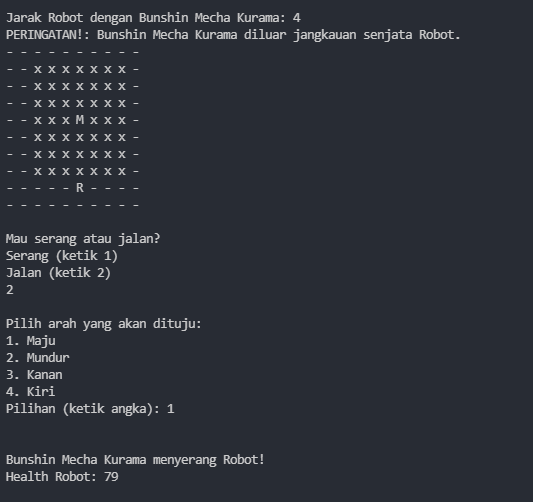 Jarak Robot dengan Bunshin Mecha Kurama: 4
PERINGATAN!: Bunshin Mecha Kurama diluar jangkauan senjata Robot.
- - - - - - - - - -
- - x x x x x x x -
- - x x x x x x x -
- - x x x x x x x -
- - x x x M x x x -
- - x x x x x x x -
- - x x x x x x x -
- - x x x x x x x -
- - - - - R - - - -
- - - - - - - - - -
Mau serang atau jalan?
Serang (ketik 1)
Jalan (ketik 2)
2
Pilih arah yang akan dituju:
1. Maju
2. Mundur
3. Kanan
4. Kiri
Pilihan (ketik angka): 1
Bunshin Mecha Kurama menyerang Robot!
Health Robot: 79